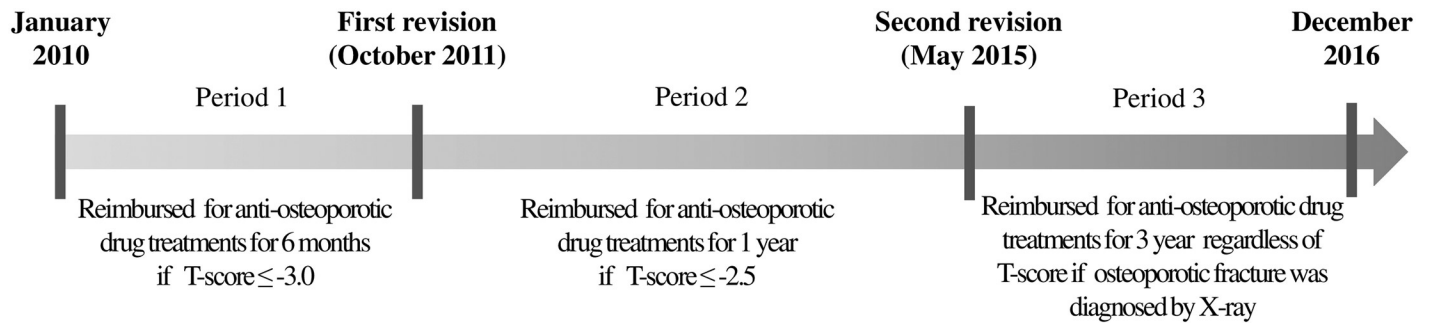 January
2010
First revision
(October 2011)
Second revision
(May 2015)
December
2016
Period 1
Period 2
Period 3
Reimbursed for anti-osteoporotic
drug treatments for 6 months
if T-score ≤ -3.0
Reimbursed for anti-osteoporotic
drug treatments for 1 year
if T-score ≤ -2.5
Reimbursed for anti-osteoporotic drug
treatments for 3 year regardless of
T-score if osteoporotic fracture was
diagnosed by X-ray